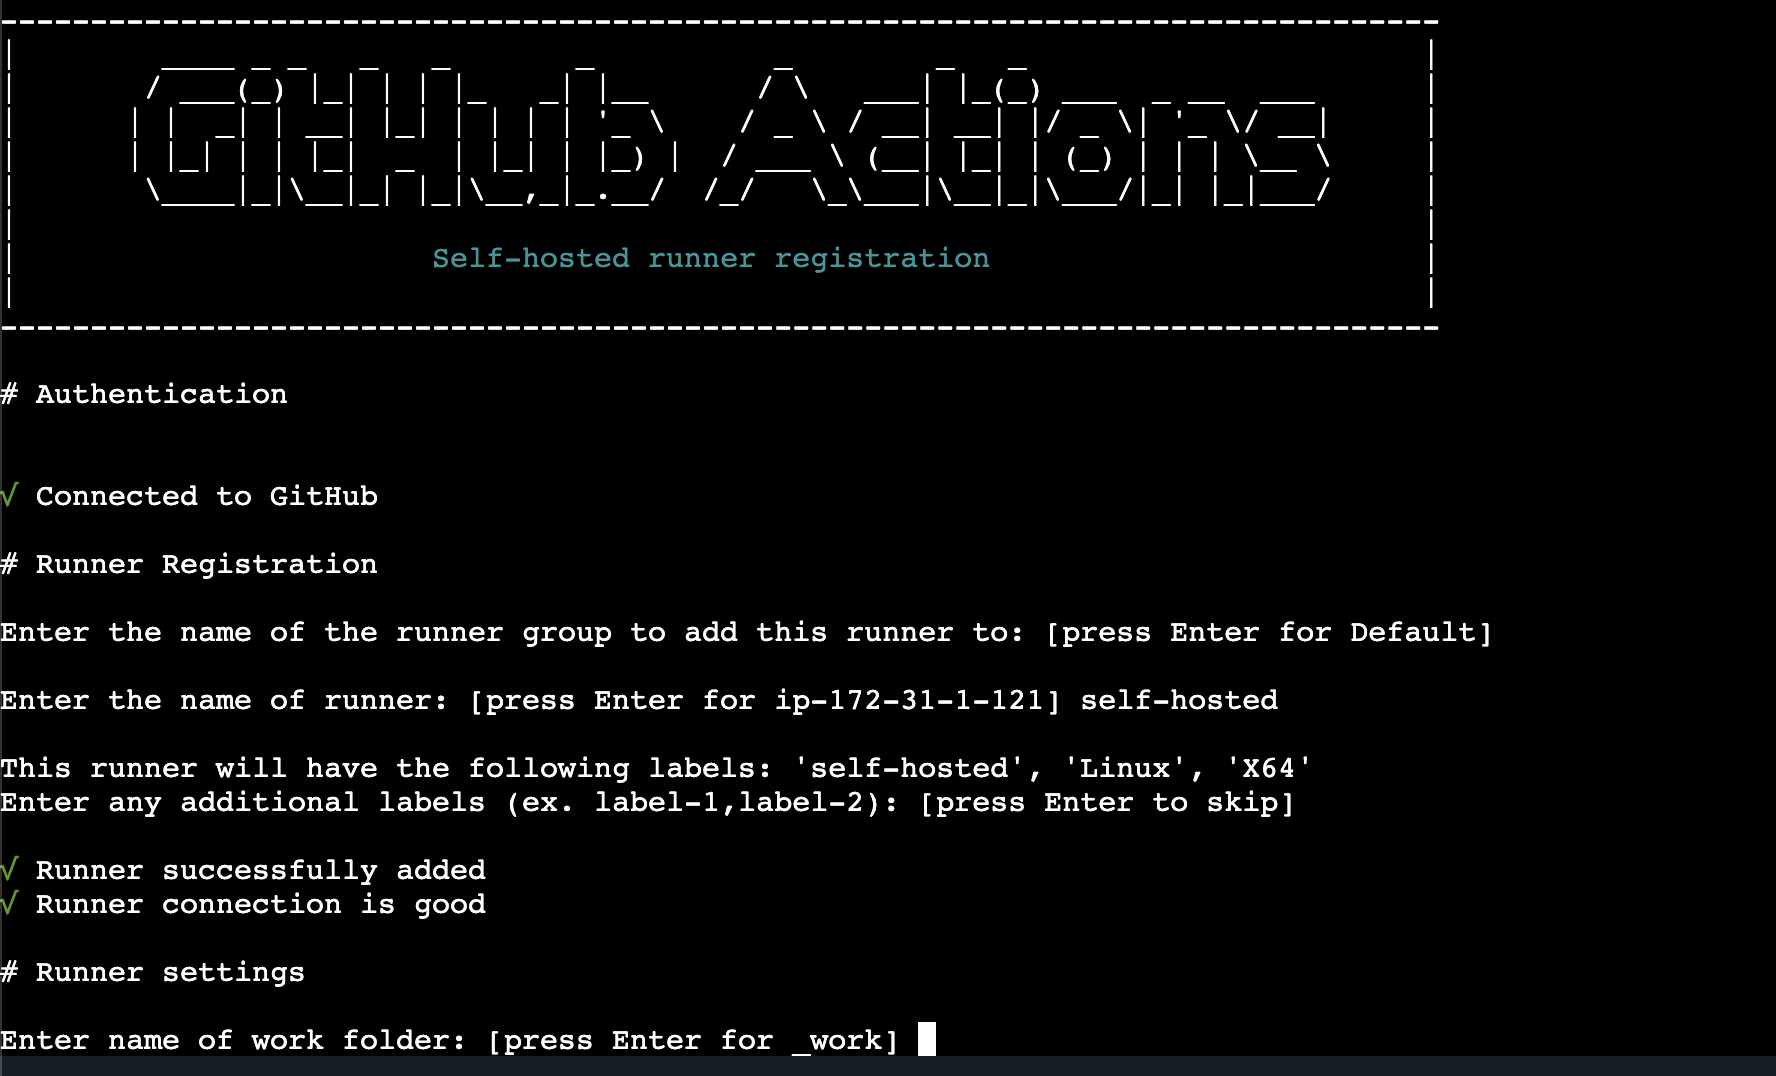 GitHub Actions
Self-hosted runner registration
# Authentication
√ Connected to GitHub
# Runner Registration
Enter the name of the runner group to add this runner to: [press Enter for Default]
Enter the name of runner: [press Enter for ip-172-31-1-121] self-hosted
This runner will have the following labels: 'self-hosted', 'Linux', 'X64'
Enter any additional labels (ex. label-1,label-2): [press Enter to skip]
√ Runner successfully added
√ Runner connection is good
# Runner settings
Enter name of work folder: [press Enter for _work]